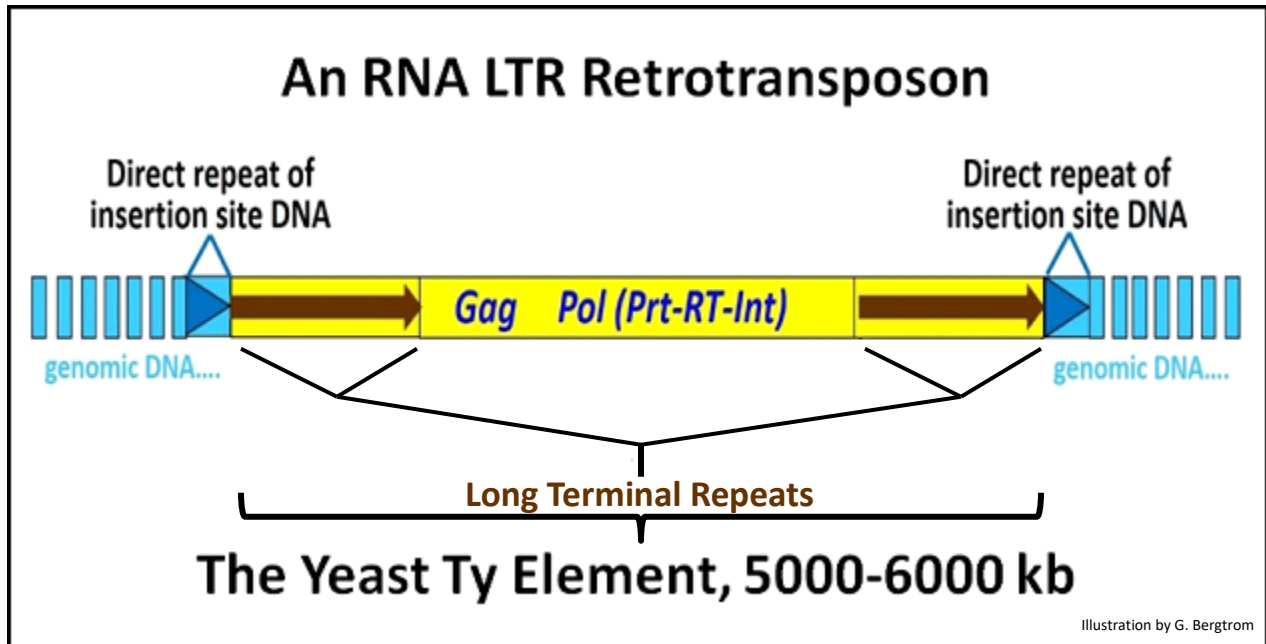 An RNA LTR Retrotransposon
Direct repeat of
insertion site DNA
Direct repeat of
insertion site DNA
Gag Pol (Prt-RT-Int)
genomic DNA....
genomic DNA....
Long Terminal Repeats
The Yeast Ty Element, 5000-6000 kb
Illustration by G. Bergtrom